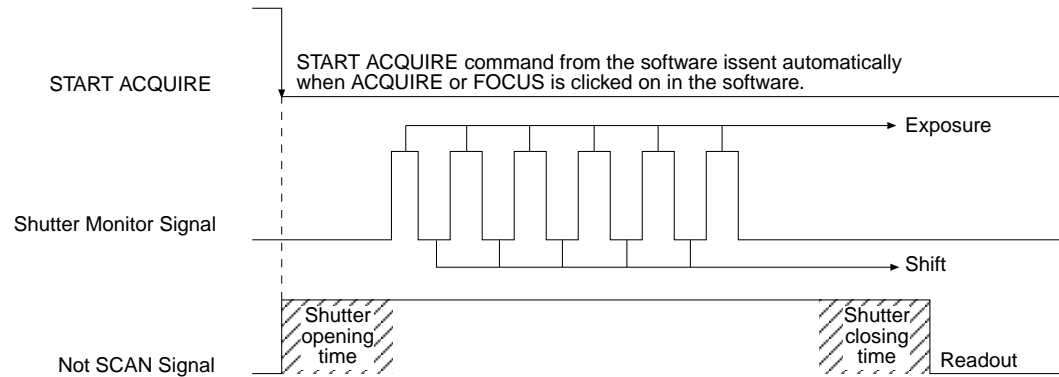 START ACQUIRE command from the software issent automatically
when ACQUIRE or FOCUS is clicked on in the software.
START ACQUIRE
Exposure
Shutter Monitor Signal
Shift
Shutter
opening
time
Shutter
closing
time
Not SCAN Signal
Readout